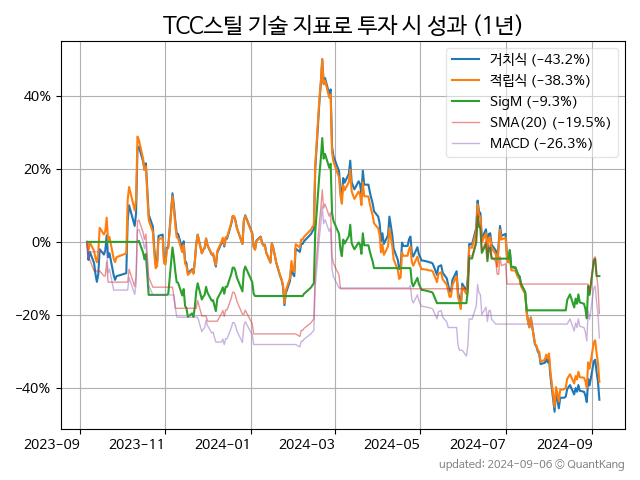 TCC스틸 기술 지표로 투자 시 성과 (1년)
거치식 (−43.2%)
적립식 (−38.3%)
SigM (−9.3%)
SMA(20) (−19.5%)
MACD (−26.3%)
40%
20%
0%
−20%
−40%
2023−09 2023−11 2024−01 2024−03 2024−05 2024−07 2024−09
updated: 2024−09−06 © QuantKang